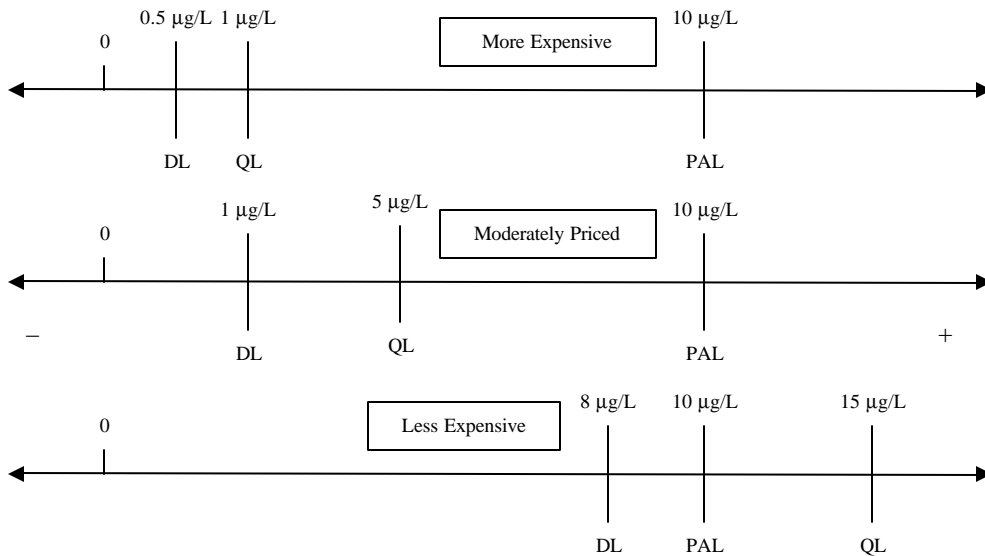 0.5 µg/L 1 µg/L 10 µg/L
0 More Expensive
DL QL PAL
1 µg/L 5 µg/L 10 µg/L
0 Moderately Priced
– +
DL QL PAL
8 µg/L 10 µg/L 15 µg/L
0 Less Expensive
DL PAL QL